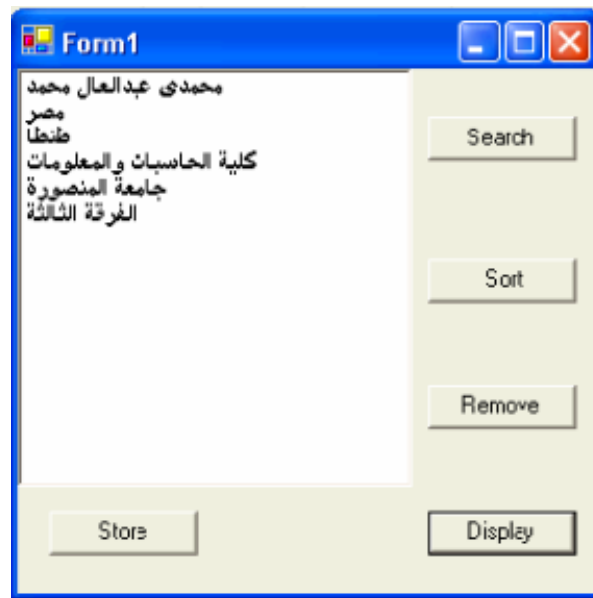 Form1
محمدى عبدالعال محمد
مصر
طنطا
كلية الحاسبات والمعلومات
جامعة المنصورة
الفرقة الثالثة
Search
Sort
Remove
Store
Display